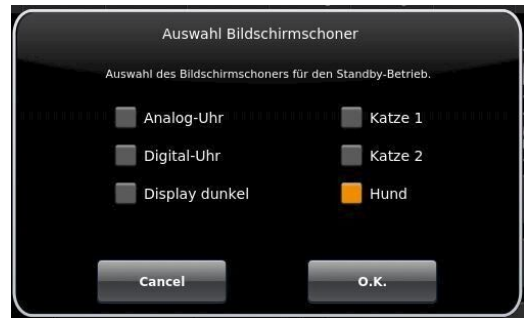 Auswahl Bildschirmschoner
Auswahl des Bildschirmschoners für den Standby-Betrieb.
Analog-Uhr Katze 1
Digital-Uhr Katze 2
Display dunkel Hund
Cancel O.K.